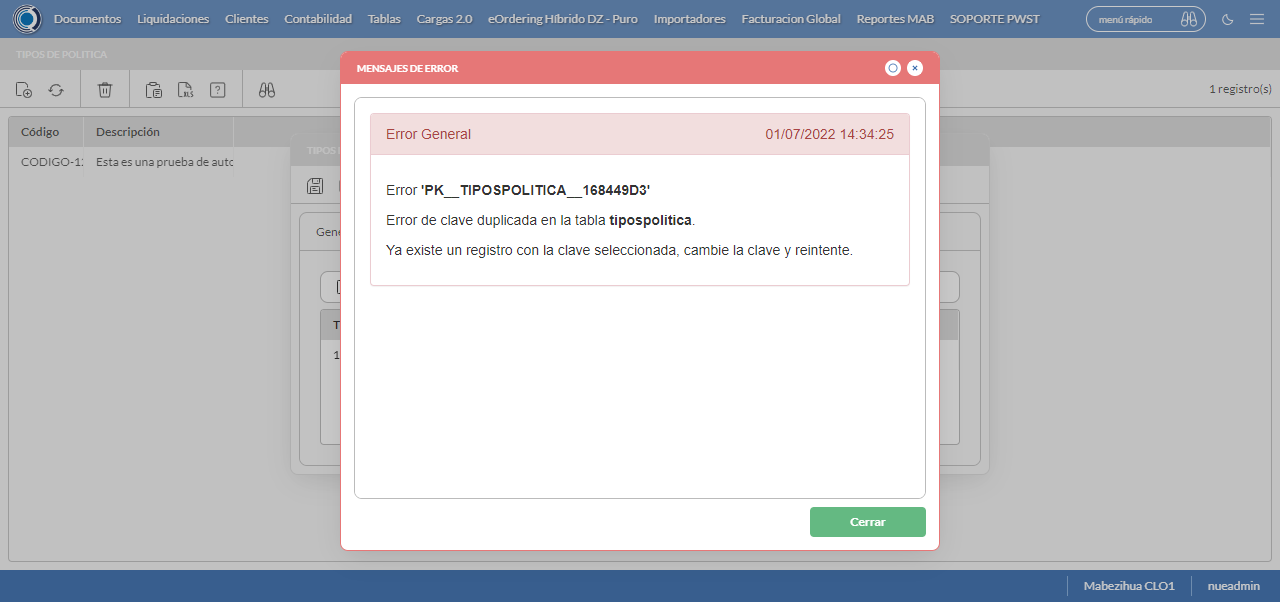 Documentos Liquidaciones Clientes Contabilidad Tablas Cargas 2.0 eOrdering Híbrido DZ - Puro Importadores Facturacion Global Reportes MAB SOPORTE PWST menú rápido
TIPOS DE POLITICA
MENSAJES DE ERROR
XLS ?
1 registro(s)
Error General 01/07/2022 14:34:25
Código Descripción
TIPOS
CODIGO-12 Esta es una prueba de auto
Error 'PK__TIPOSPOLITICA__168449D3'
Error de clave duplicada en la tabla tipospolitica.
Gene
Ya existe un registro con la clave seleccionada, cambie la clave y reintente.
T
1
Cerrar
Mabezihua CLO1 nueadmin